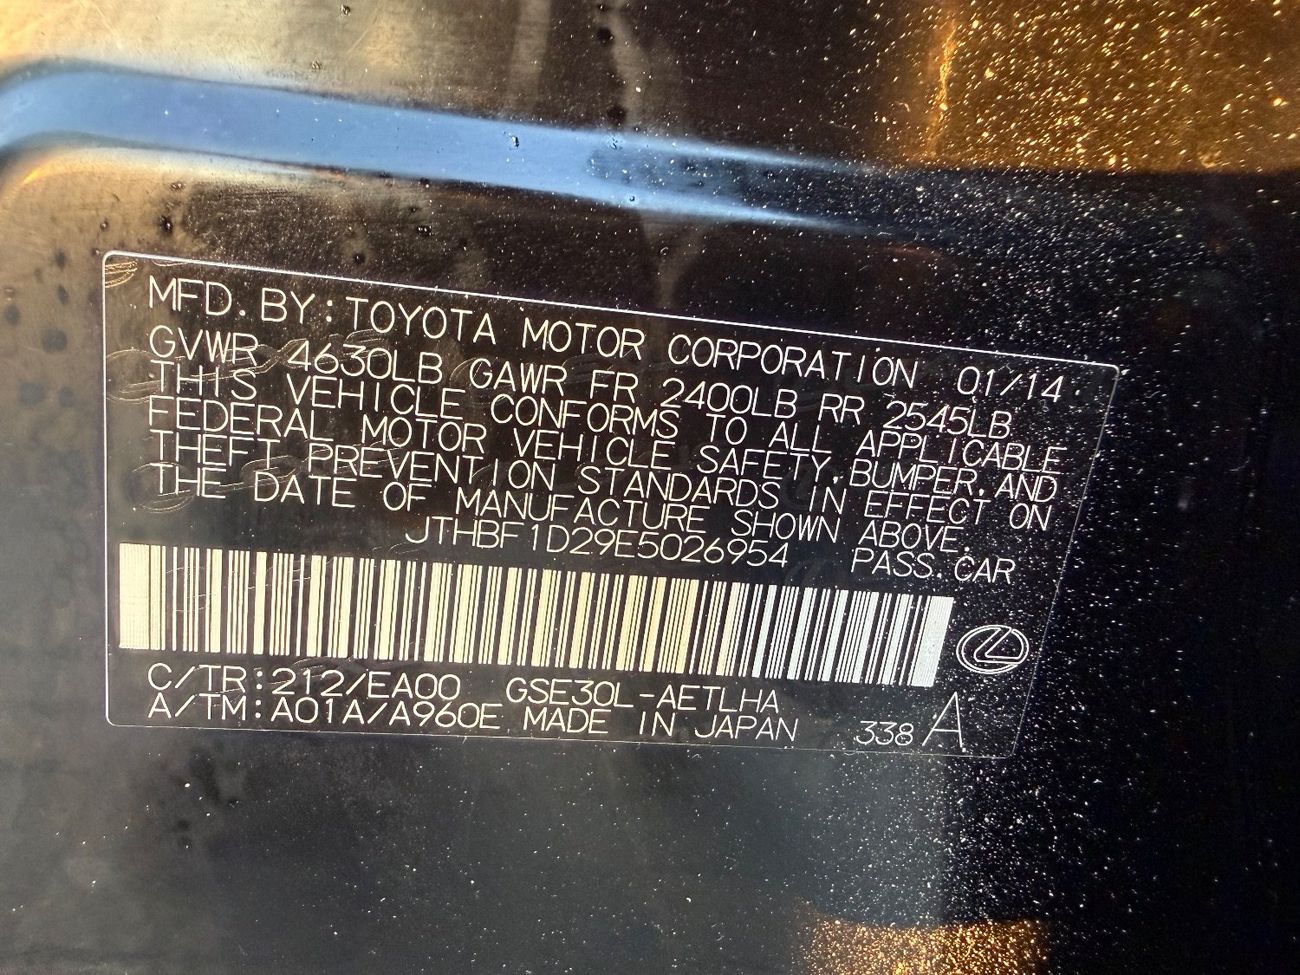 MFD. BY: TOYOTA MOTOR CORPORATION 01/14
GVWR 4630LB GAWR FR 2400LB RR 2545LB
THIS VEHICLE CONFORMS TO ALL APPLICABLE
FEDERAL MOTOR VEHICLE SAFETY, BUMPER, AND
THEFT PREVENTION STANDARDS IN EFFECT ON
THE DATE OF MANUFACTURE SHOWN ABOVE.
JTHBF1D29E5026954 PASS. CAR
C/TR: 212/EA00 GSE30L-AETLHA
A/TM: A01A/A960E MADE IN JAPAN 338 A